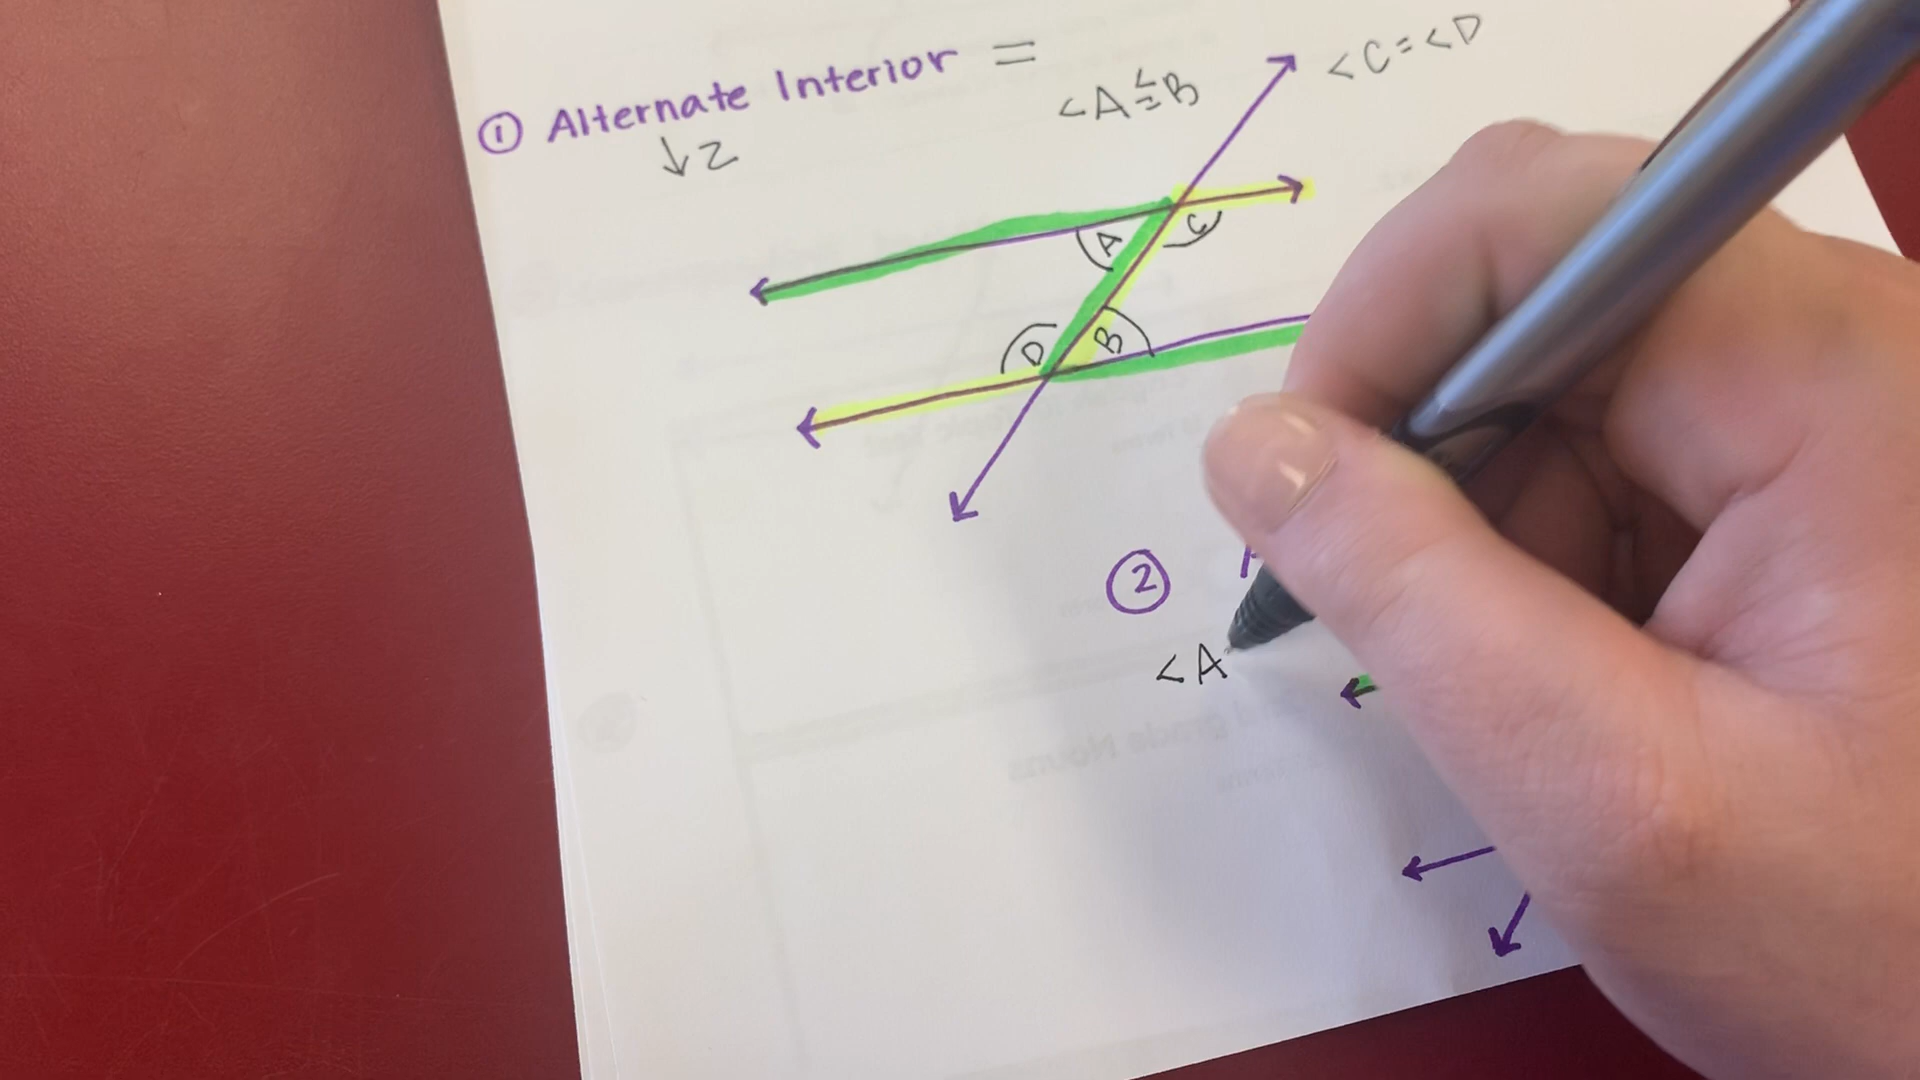 ① Alternate Interior =
↓ Z
<A = <B
<C = <D
A
C
D
B
②
<A